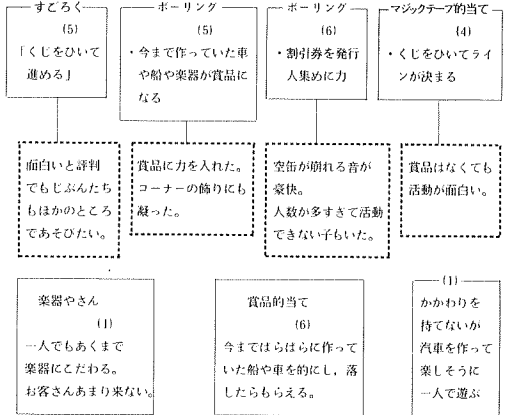 すごろく
(5)
「くじをひいて
進める」
ボーリング
(5)
・今まで作っていた車
や船や楽器が賞品に
なる
ボーリング
(6)
・割引券を発行
人集めに力
マジックテープ的当て
(4)
・くじをひいてライ
ンが決まる
面白いと評判
でもじぶんたち
もほかのところ
であそびたい。
賞品に力を入れた。
コーナーの飾りにも
凝った。
空缶が崩れる音が
豪快。
人数が多すぎて活動
できない子もいた。
賞品はなくても
活動が面白い。
楽器やさん
(1)
一人でもあくまで
楽器にこだわる。
お客さんあまり来ない。
賞品的当て
(6)
今までばらばらに作って
いた船や車を的にし，落
したらもらえる。
(1)
かかわりを
持てないが
汽車を作って
楽しそうに
一人で遊ぶ